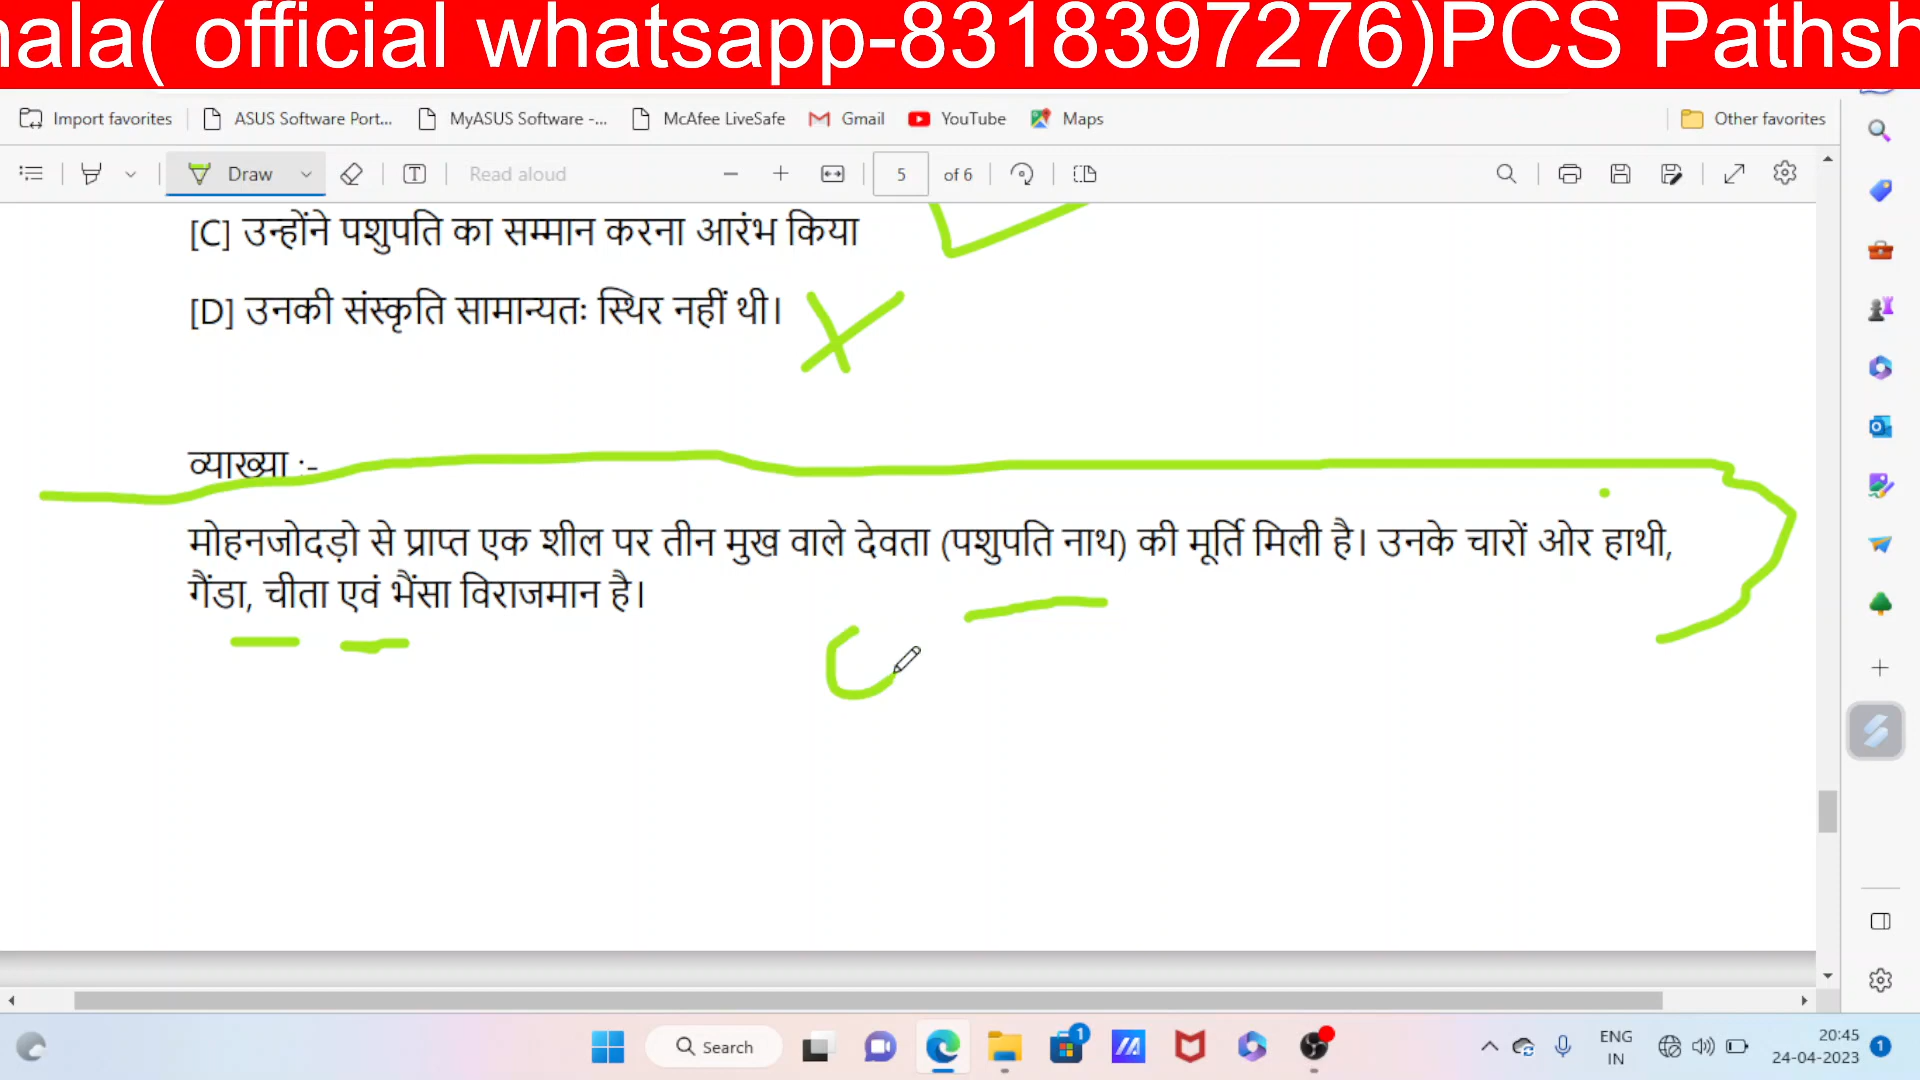 hala( official whatsapp-8318397276)PCS Pathsh
Import favorites
ASUS Software Port...
MyASUS Software -...
McAfee LiveSafe
Gmail
YouTube
Maps
Other favorites
Draw
Read aloud
5
of 6
[C] उन्होंने पशुपति का सम्मान करना आरंभ किया
[D] उनकी संस्कृति सामान्यतः स्थिर नहीं थी।
व्याख्या :-
मोहनजोदड़ो से प्राप्त एक शील पर तीन मुख वाले देवता (पशुपति नाथ) की मूर्ति मिली है। उनके चारों ओर हाथी,
गैंडा, चीता एवं भैंसा विराजमान है।
Search
1
ENG
IN
20:45
24-04-2023
1